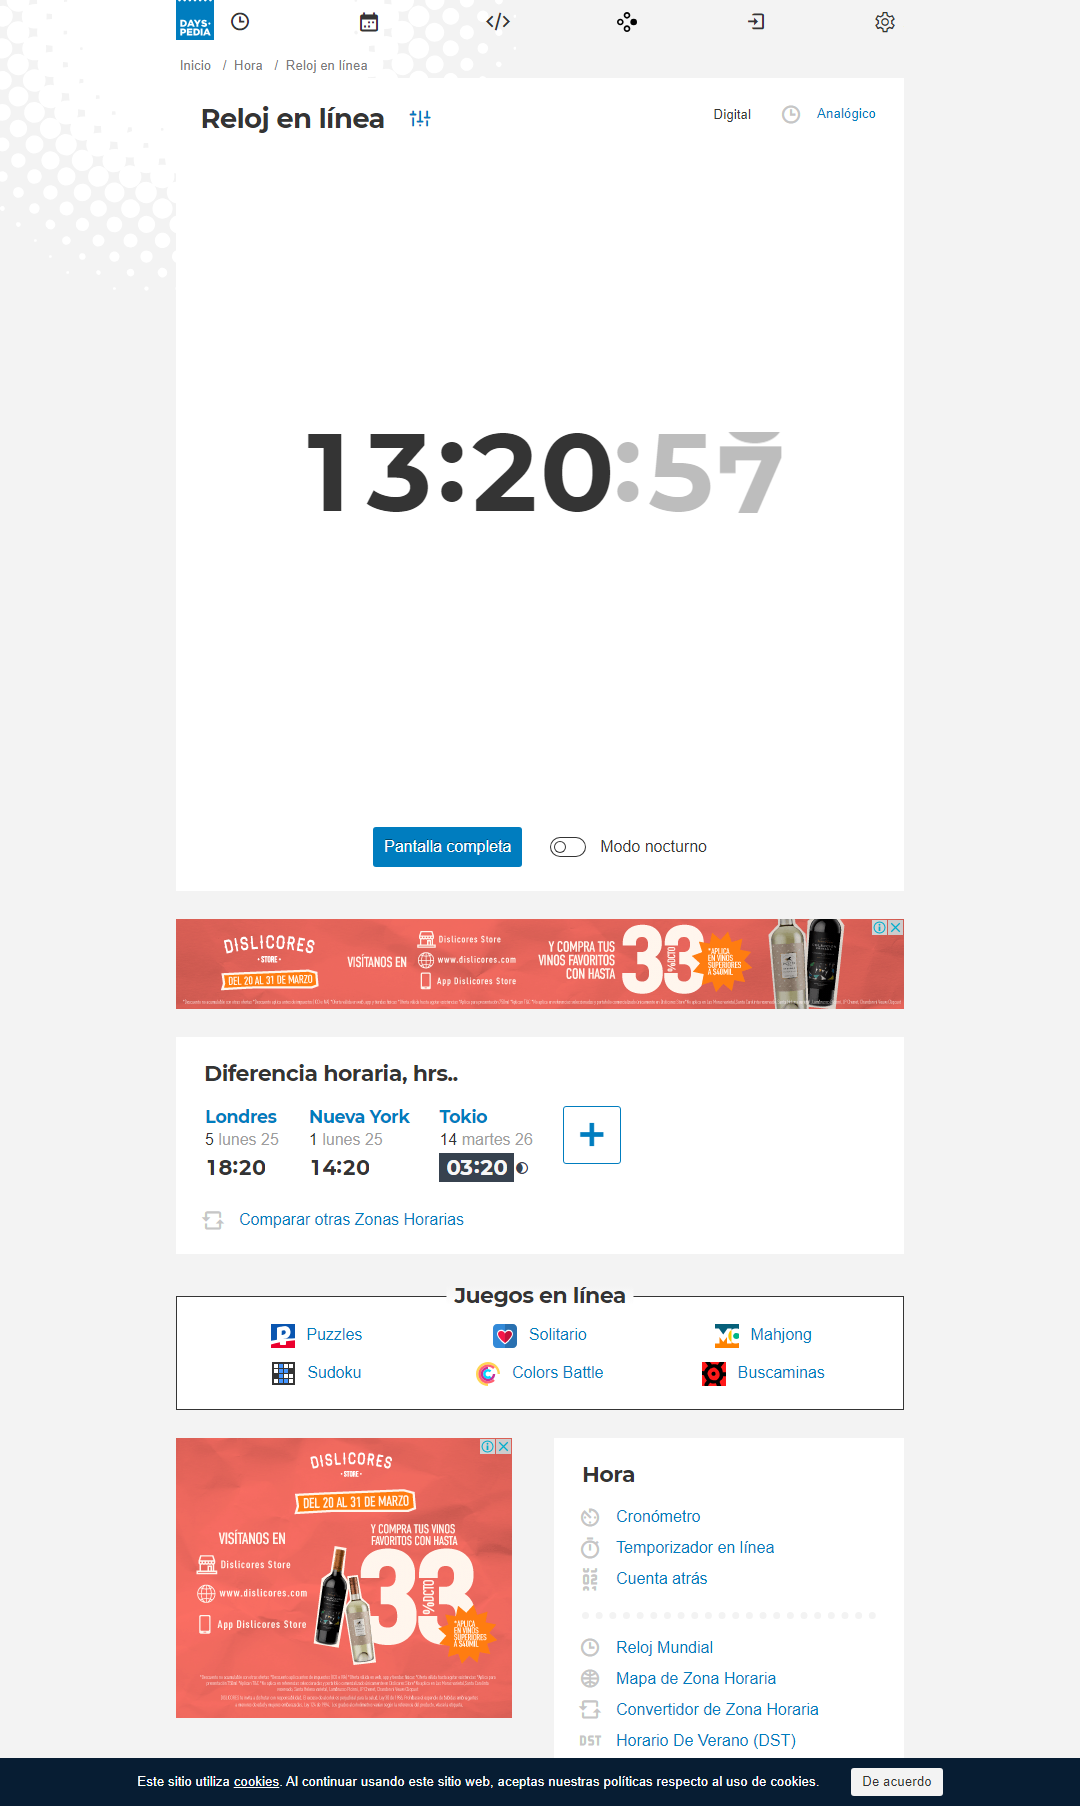 DAYS·
PEDIA
Inicio / Hora / Reloj en línea
Reloj en línea
Digital
Analógico
13:20:57
Pantalla completa
Modo nocturno
DISLICORES
• STORE •
DEL 20 AL 31 DE MARZO
VISÍTANOS EN
Dislicores Store
www.dislicores.com
App Dislicores Store
Y COMPRA TUS
VINOS FAVORITOS
CON HASTA
33
%DCTO
*APLICA
EN VINOS
SUPERIORES
A $40MIL
Diferencia horaria, hrs..
Londres
5 lunes 25
18:20
Nueva York
1 lunes 25
14:20
Tokio
14 martes 26
03:20
Comparar otras Zonas Horarias
Juegos en línea
Puzzles
Solitario
Mahjong
Sudoku
Colors Battle
Buscaminas
DISLICORES
• STORE •
DEL 20 AL 31 DE MARZO
VISÍTANOS EN
Dislicores Store
www.dislicores.com
App Dislicores Store
Y COMPRA TUS VINOS
FAVORITOS CON HASTA
33
%DCTO
*APLICA
EN VINOS
SUPERIORES
A $40MIL
Hora
Cronómetro
Temporizador en línea
Cuenta atrás
Reloj Mundial
Mapa de Zona Horaria
Convertidor de Zona Horaria
DST Horario De Verano (DST)
Este sitio utiliza cookies. Al continuar usando este sitio web, aceptas nuestras políticas respecto al uso de cookies.
De acuerdo